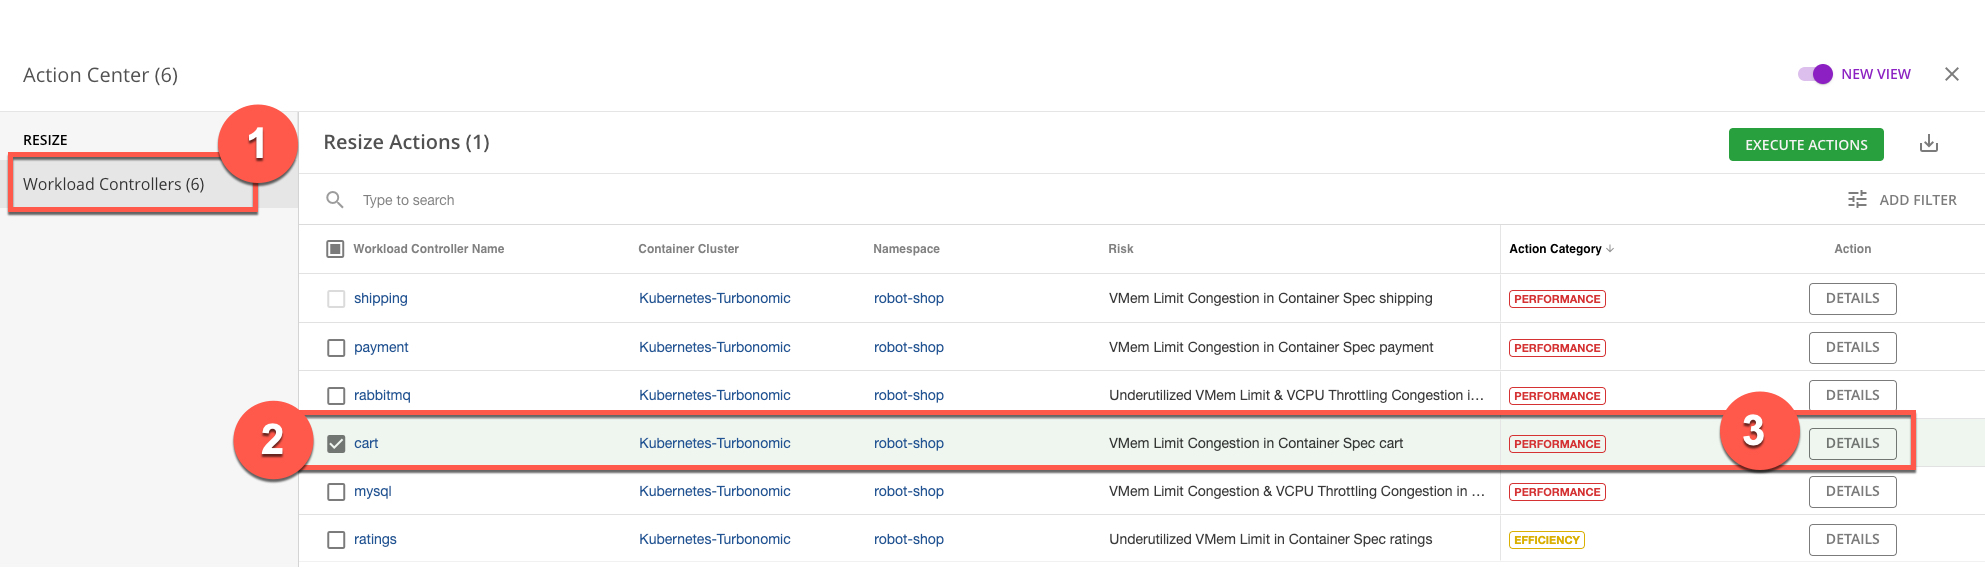 Action Center (6)
NEW VIEW
RESIZE
1
Workload Controllers (6)
Resize Actions (1)
EXECUTE ACTIONS
Type to search
ADD FILTER
Workload Controller Name Container Cluster Namespace Risk Action Category Action
shipping Kubernetes-Turbonomic robot-shop VMem Limit Congestion in Container Spec shipping PERFORMANCE DETAILS
payment Kubernetes-Turbonomic robot-shop VMem Limit Congestion in Container Spec payment PERFORMANCE DETAILS
rabbitmq Kubernetes-Turbonomic robot-shop Underutilized VMem Limit & VCPU Throttling Congestion i... PERFORMANCE DETAILS
2 cart Kubernetes-Turbonomic robot-shop VMem Limit Congestion in Container Spec cart PERFORMANCE 3 DETAILS
mysql Kubernetes-Turbonomic robot-shop VMem Limit Congestion & VCPU Throttling Congestion in ... PERFORMANCE DETAILS
ratings Kubernetes-Turbonomic robot-shop Underutilized VMem Limit in Container Spec ratings EFFICIENCY DETAILS